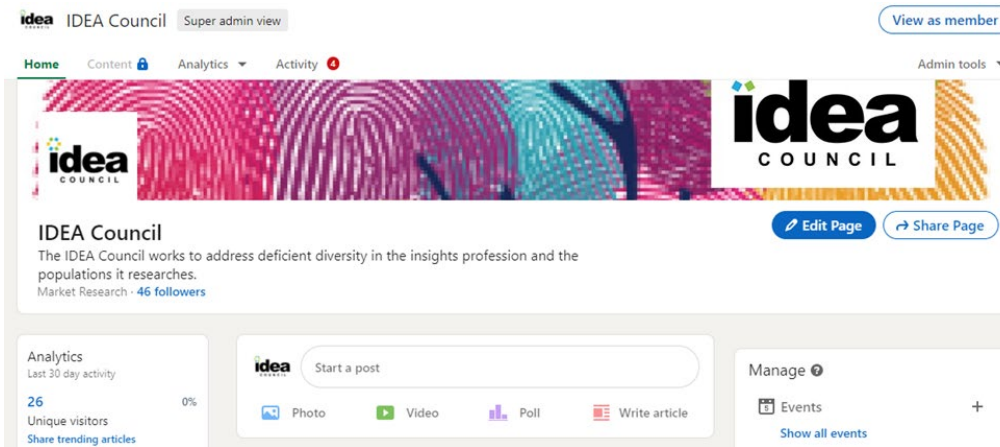 idea COUNCIL IDEA Council Super admin view View as member
Home Content Analytics Activity 4 Admin tools
idea
COUNCIL
idea
COUNCIL
Edit Page Share Page
IDEA Council
The IDEA Council works to address deficient diversity in the insights profession and the
populations it researches.
Market Research · 46 followers
Analytics
Last 30 day activity
26 0%
Unique visitors
Share trending articles
idea COUNCIL Start a post
Photo Video Poll Write article
Manage ?
5 Events +
Show all events